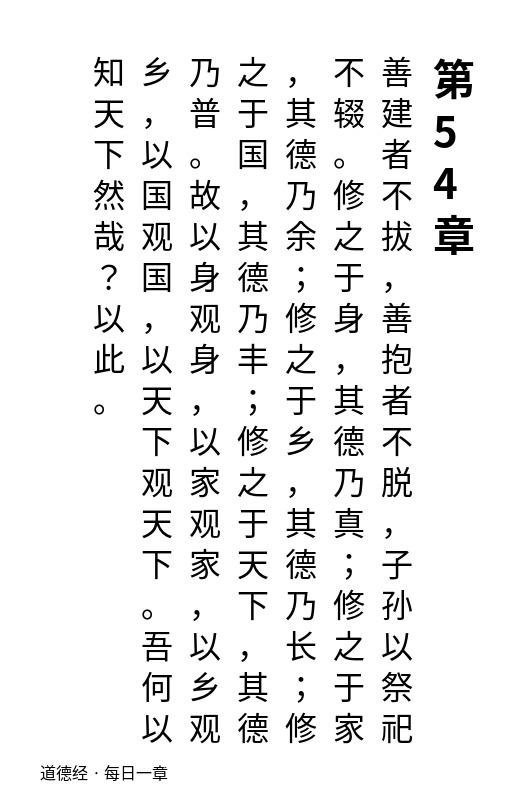 第54章
善建者不拔，善抱者不脱，子孙以祭祀
不辍。修之于身，其德乃真；修之于家
，其德乃余；修之于乡，其德乃长；修
之于国，其德乃丰；修之于天下，其德
乃普。故以身观身，以家观家，以乡观
乡，以国观国，以天下观天下。吾何以
知天下然哉？以此。
道德经 · 每日一章